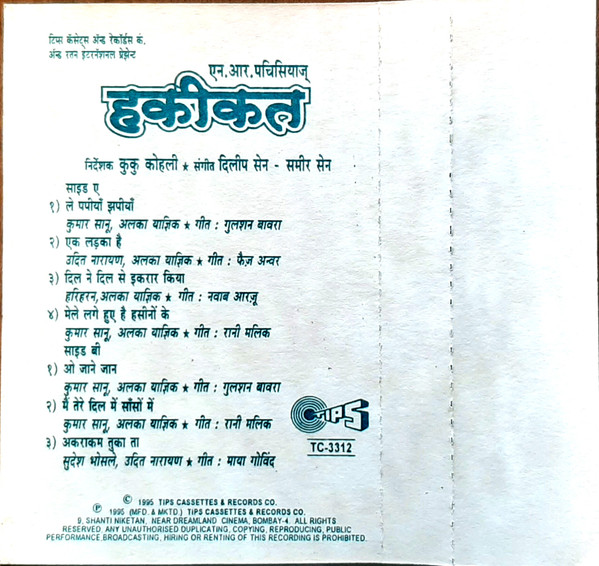 टिप्स कॅसेट्स अ‍ॅन्ड रेकॉर्डस कं.
अ‍ॅन्ड रतन इंटरनॅशनल प्रेझेन्ट
एन.आर.पचिसियाज्
हकीकत
निर्देशक कुकु कोहली ★ संगीत दिलीप सेन - समीर सेन
साइड ए
१) ले पपीयाँ झपीयाँ
कुमार सानू, अलका याज्ञिक ★ गीत : गुलशन बावरा
२) एक लड़का है
उदित नारायण, अलका याज्ञिक ★ गीत : फैज़ अन्वर
३) दिल ने दिल से इकरार किया
हरिहरन,अलका याज्ञिक ★ गीत : नवाब आरज़ू
४) मेले लगे हुए है हसीनों के
कुमार सानू, अलका याज्ञिक ★ गीत : रानी मलिक
साइड बी
१) ओ जाने जान
कुमार सानू, अलका याज्ञिक ★ गीत : गुलशन बावरा
२) मैं तेरे दिल में साँसों में
कुमार सानू, अलका याज्ञिक ★ गीत : रानी मलिक
३) अकराकम तुका ता
सुदेश भोसले, उदित नारायण ★ गीत : माया गोविंद
TIPS
TC-3312
© 1995 TIPS CASSETTES & RECORDS CO.
℗ 1995 (MFD. & MKTD.) TIPS CASSETTES & RECORDS CO.
9, SHANTI NIKETAN, NEAR DREAMLAND CINEMA, BOMBAY-4. ALL RIGHTS
RESERVED. ANY UNAUTHORISED DUPLICATING, COPYING, REPRODUCING, PUBLIC
PERFORMANCE,BROADCASTING, HIRING OR RENTING OF THIS RECORDING IS PROHIBITED.